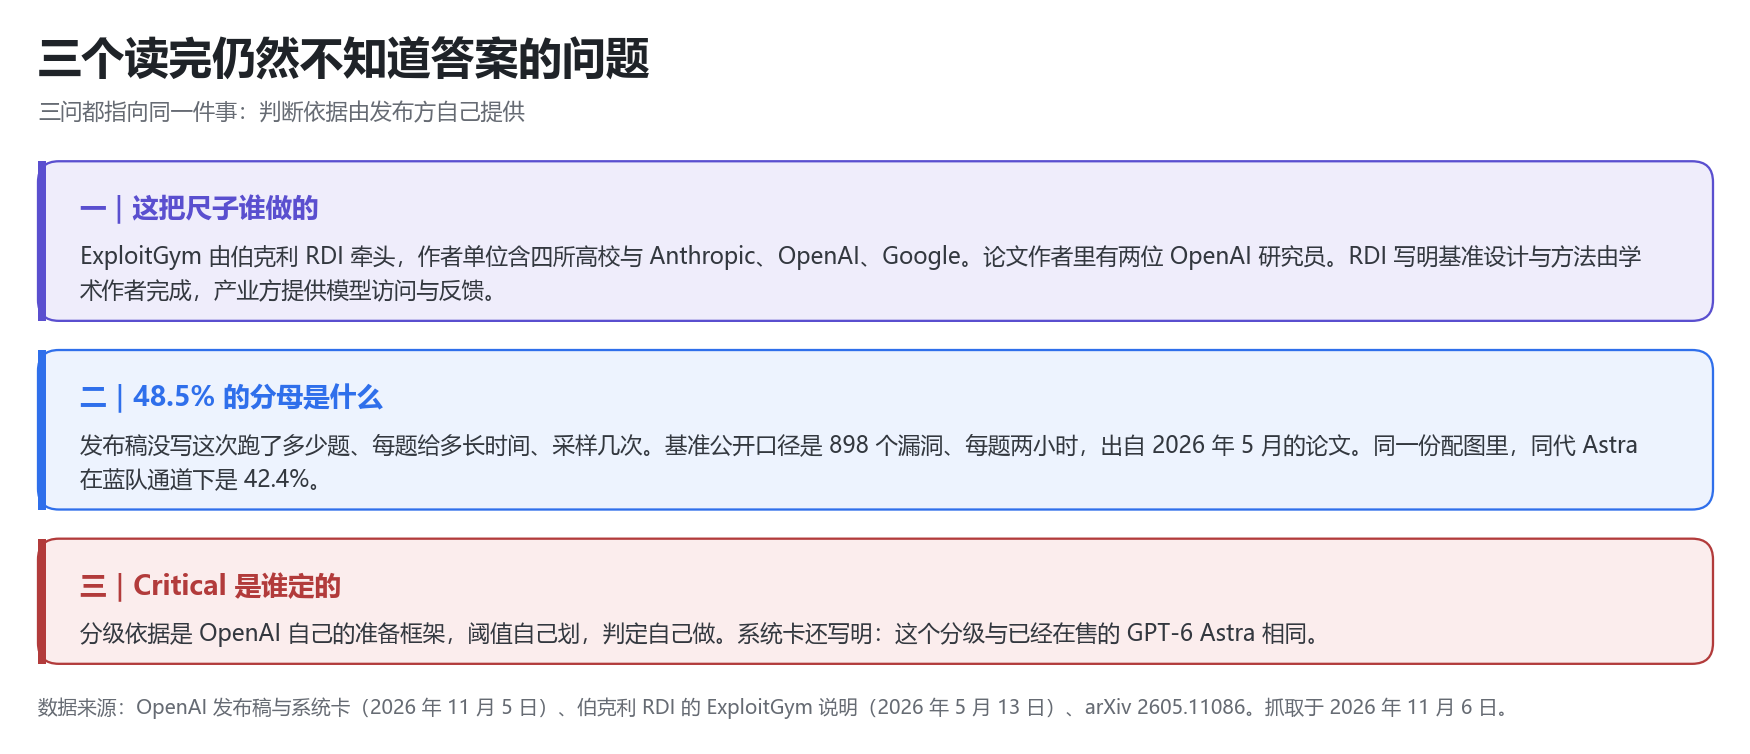 三个读完仍然不知道答案的问题
三问都指向同一件事：判断依据由发布方自己提供
一｜这把尺子谁做的
ExploitGym 由伯克利 RDI 牵头，作者单位含四所高校与 Anthropic、OpenAI、Google。论文作者里有两位 OpenAI 研究员。RDI 写明基准设计与方法由学
术作者完成，产业方提供模型访问与反馈。
二｜48.5% 的分母是什么
发布稿没写这次跑了多少题、每题给多长时间、采样几次。基准公开口径是 898 个漏洞、每题两小时，出自 2026 年 5 月的论文。同一份配图里，同代 Astra
在蓝队通道下是 42.4%。
三｜Critical 是谁定的
分级依据是 OpenAI 自己的准备框架，阈值自己划，判定自己做。系统卡还写明：这个分级与已经在售的 GPT-6 Astra 相同。
数据来源：OpenAI 发布稿与系统卡（2026 年 11 月 5 日）、伯克利 RDI 的 ExploitGym 说明（2026 年 5 月 13 日）、arXiv 2605.11086。抓取于 2026 年 11 月 6 日。